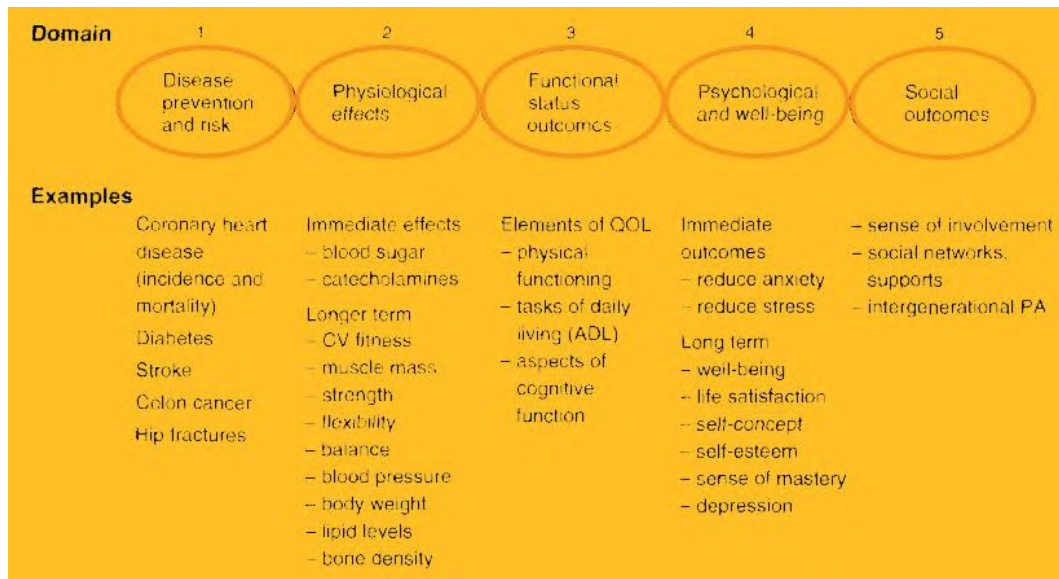 Domain
1
2
3
4
5
Disease
prevention
and risk
Physiological
effects
Functional
status
outcomes
Psychological
and well-being
Social
outcomes
Examples
Coronary heart
disease
(incidence and
mortality)
Diabetes
Stroke
Colon cancer
Hip fractures
Immediate effects
– blood sugar
– catecholamines
Longer term
– CV fitness
– muscle mass
– strength
– flexibility
– balance
– blood pressure
– body weight
– lipid levels
– bone density
Elements of QOL
– physical
functioning
– tasks of daily
living (ADL)
– aspects of
cognitive
function
Immediate
outcomes
– reduce anxiety
– reduce stress
Long term
– well-being
– life satisfaction
– self-concept
– self-esteem
– sense of mastery
– depression
– sense of involvement
– social networks,
supports
– intergenerational PA